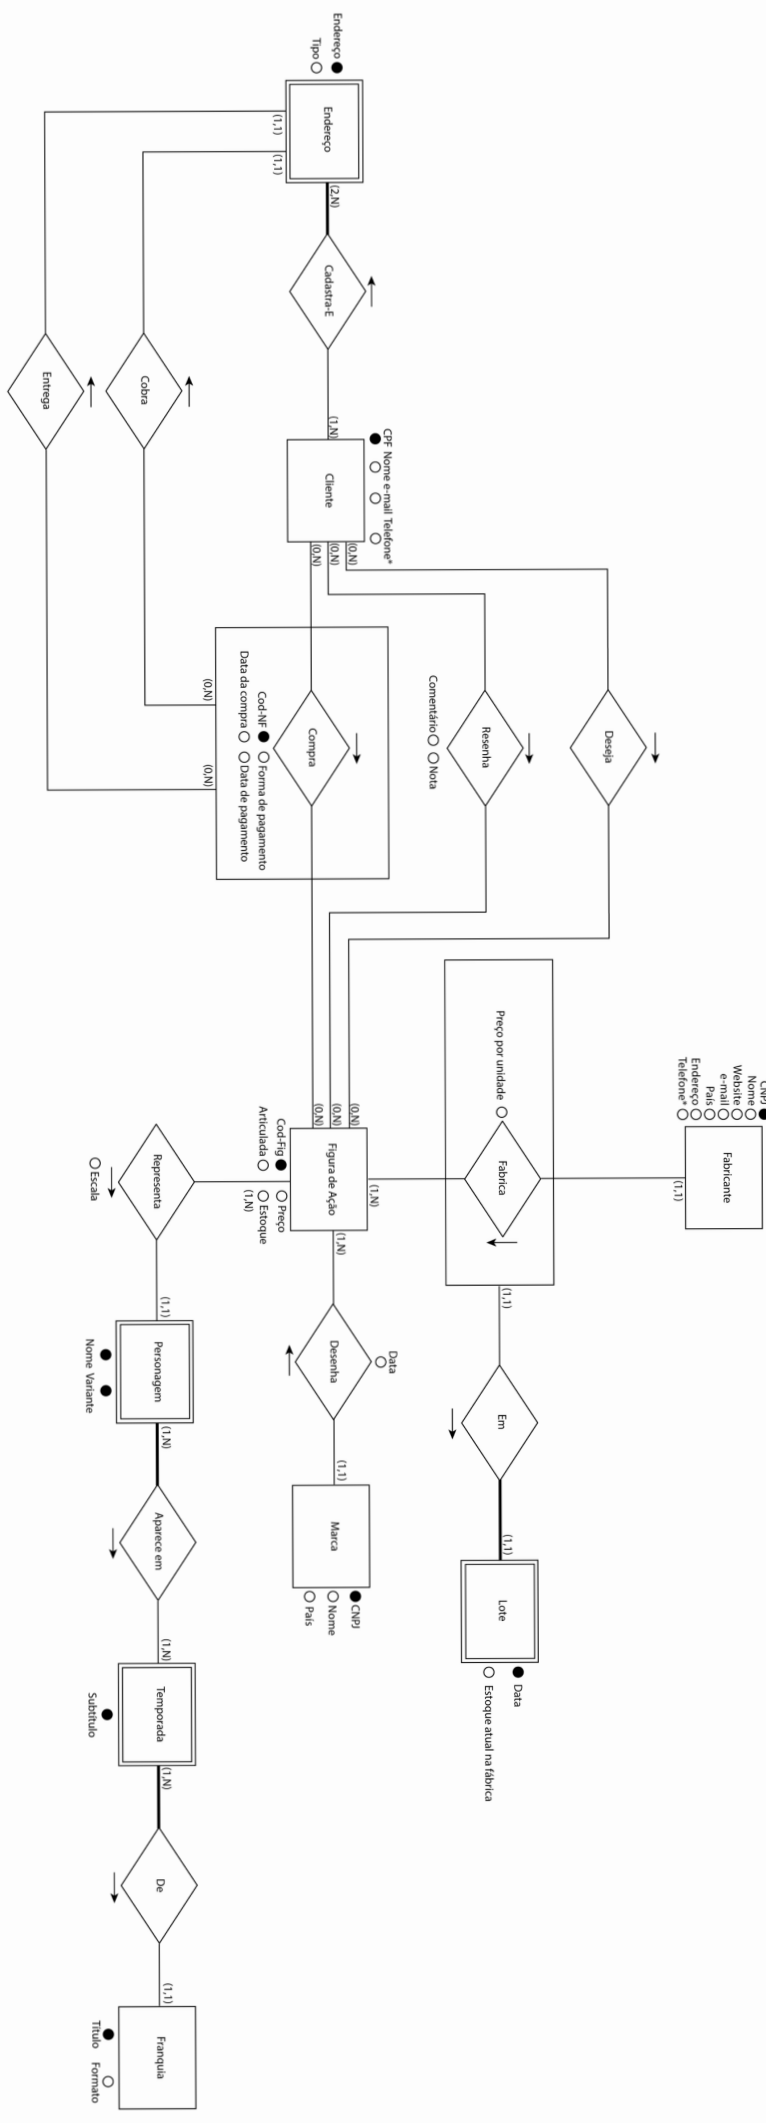 CNPJ
Nome
Website
e-mail
País
Endereço
Telefone*
Fabricante
(1,1)
Preço por unidade
Fabrica
(1,1)
Em
(1,1)
Lote
Data
Estoque atual na fábrica
Deseja
Resenha
Comentário Nota
Endereço
Tipo
Endereço
(2,N)
(1,1)
(1,1)
Cadastra-E
(1,N)
CPF Nome e-mail Telefone*
Cliente
(0,N)
(0,N)
(0,N)
Compra
Cod-NF Forma de pagamento
Data da compra Data de pagamento
(0,N)
(0,N)
Cobra
Entrega
(0,N)
(0,N)
(0,N)
(1,N)
Figura de Ação
(1,N)
Cod-Fig Preço
Articulada Estoque
(1,N)
Data
Desenha
(1,1)
Marca
CNPJ
Nome
País
Representa
Escala
(1,1)
Personagem
Nome Variante
(1,N)
Aparece em
(1,N)
Temporada
Subtítulo
(1,N)
De
(1,1)
Franquia
Título Formato